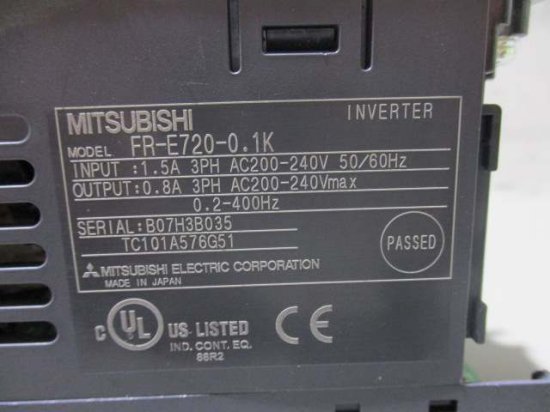 MITSUBISHI INVERTER
MODEL FR-E720-0.1K
INPUT :1.5A 3PH AC200-240V 50/60Hz
OUTPUT:0.8A 3PH AC200-240Vmax
0.2-400Hz
SERIAL:B07H3B035
TC101A576G51
PASSED
MITSUBISHI ELECTRIC CORPORATION
MADE IN JAPAN
C UL US LISTED CE
IND. CONT. EQ.
86R2